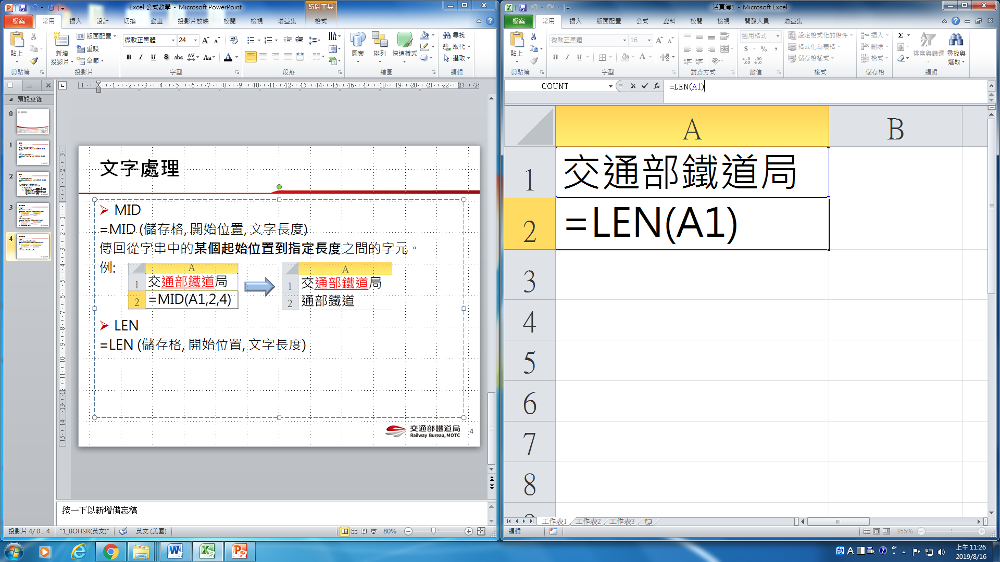 Excel 公式教學 - Microsoft PowerPoint
繪圖工具
檔案 常用 插入 設計 切換 動畫 投影片放映 校閱 檢視 增益集 格式
貼上 新增投影片 版面配置 重設 章節
微軟正黑體 24
圖案 排列 快速樣式
尋找 取代 選取
剪貼簿 投影片 字型 段落 繪圖 編輯
預設章節
0
1
2
3
4
文字處理
MID
=MID (儲存格, 開始位置, 文字長度)
傳回從字串中的某個起始位置到指定長度之間的字元。
例:
A
1 交通部鐵道局
2 =MID(A1,2,4)
A
1 交通部鐵道局
2 通部鐵道
LEN
=LEN (儲存格, 開始位置, 文字長度)
交通部鐵道局
Railway Bureau, MOTC
4
按一下以新增備忘稿
投影片 4/ 0 .. 4 "1_BOHSR(英文)" 英文 (美國) 80%
活頁簿1 - Microsoft Excel
檔案 常用 插入 版面配置 公式 資料 校閱 檢視 開發人員 增益集
貼上
微軟正黑體 16
通用格式
設定格式化的條件 格式化為表格 儲存格樣式
插入 刪除 格式
排序與篩選 尋找與選取
剪貼簿 字型 對齊方式 數值 樣式 儲存格 編輯
COUNT =LEN(A1)
A B
1 交通部鐵道局
2 =LEN(A1)
3
4
5
6
7
8
工作表1 工作表2 工作表3
編輯 355%
上午 11:26
2019/8/16